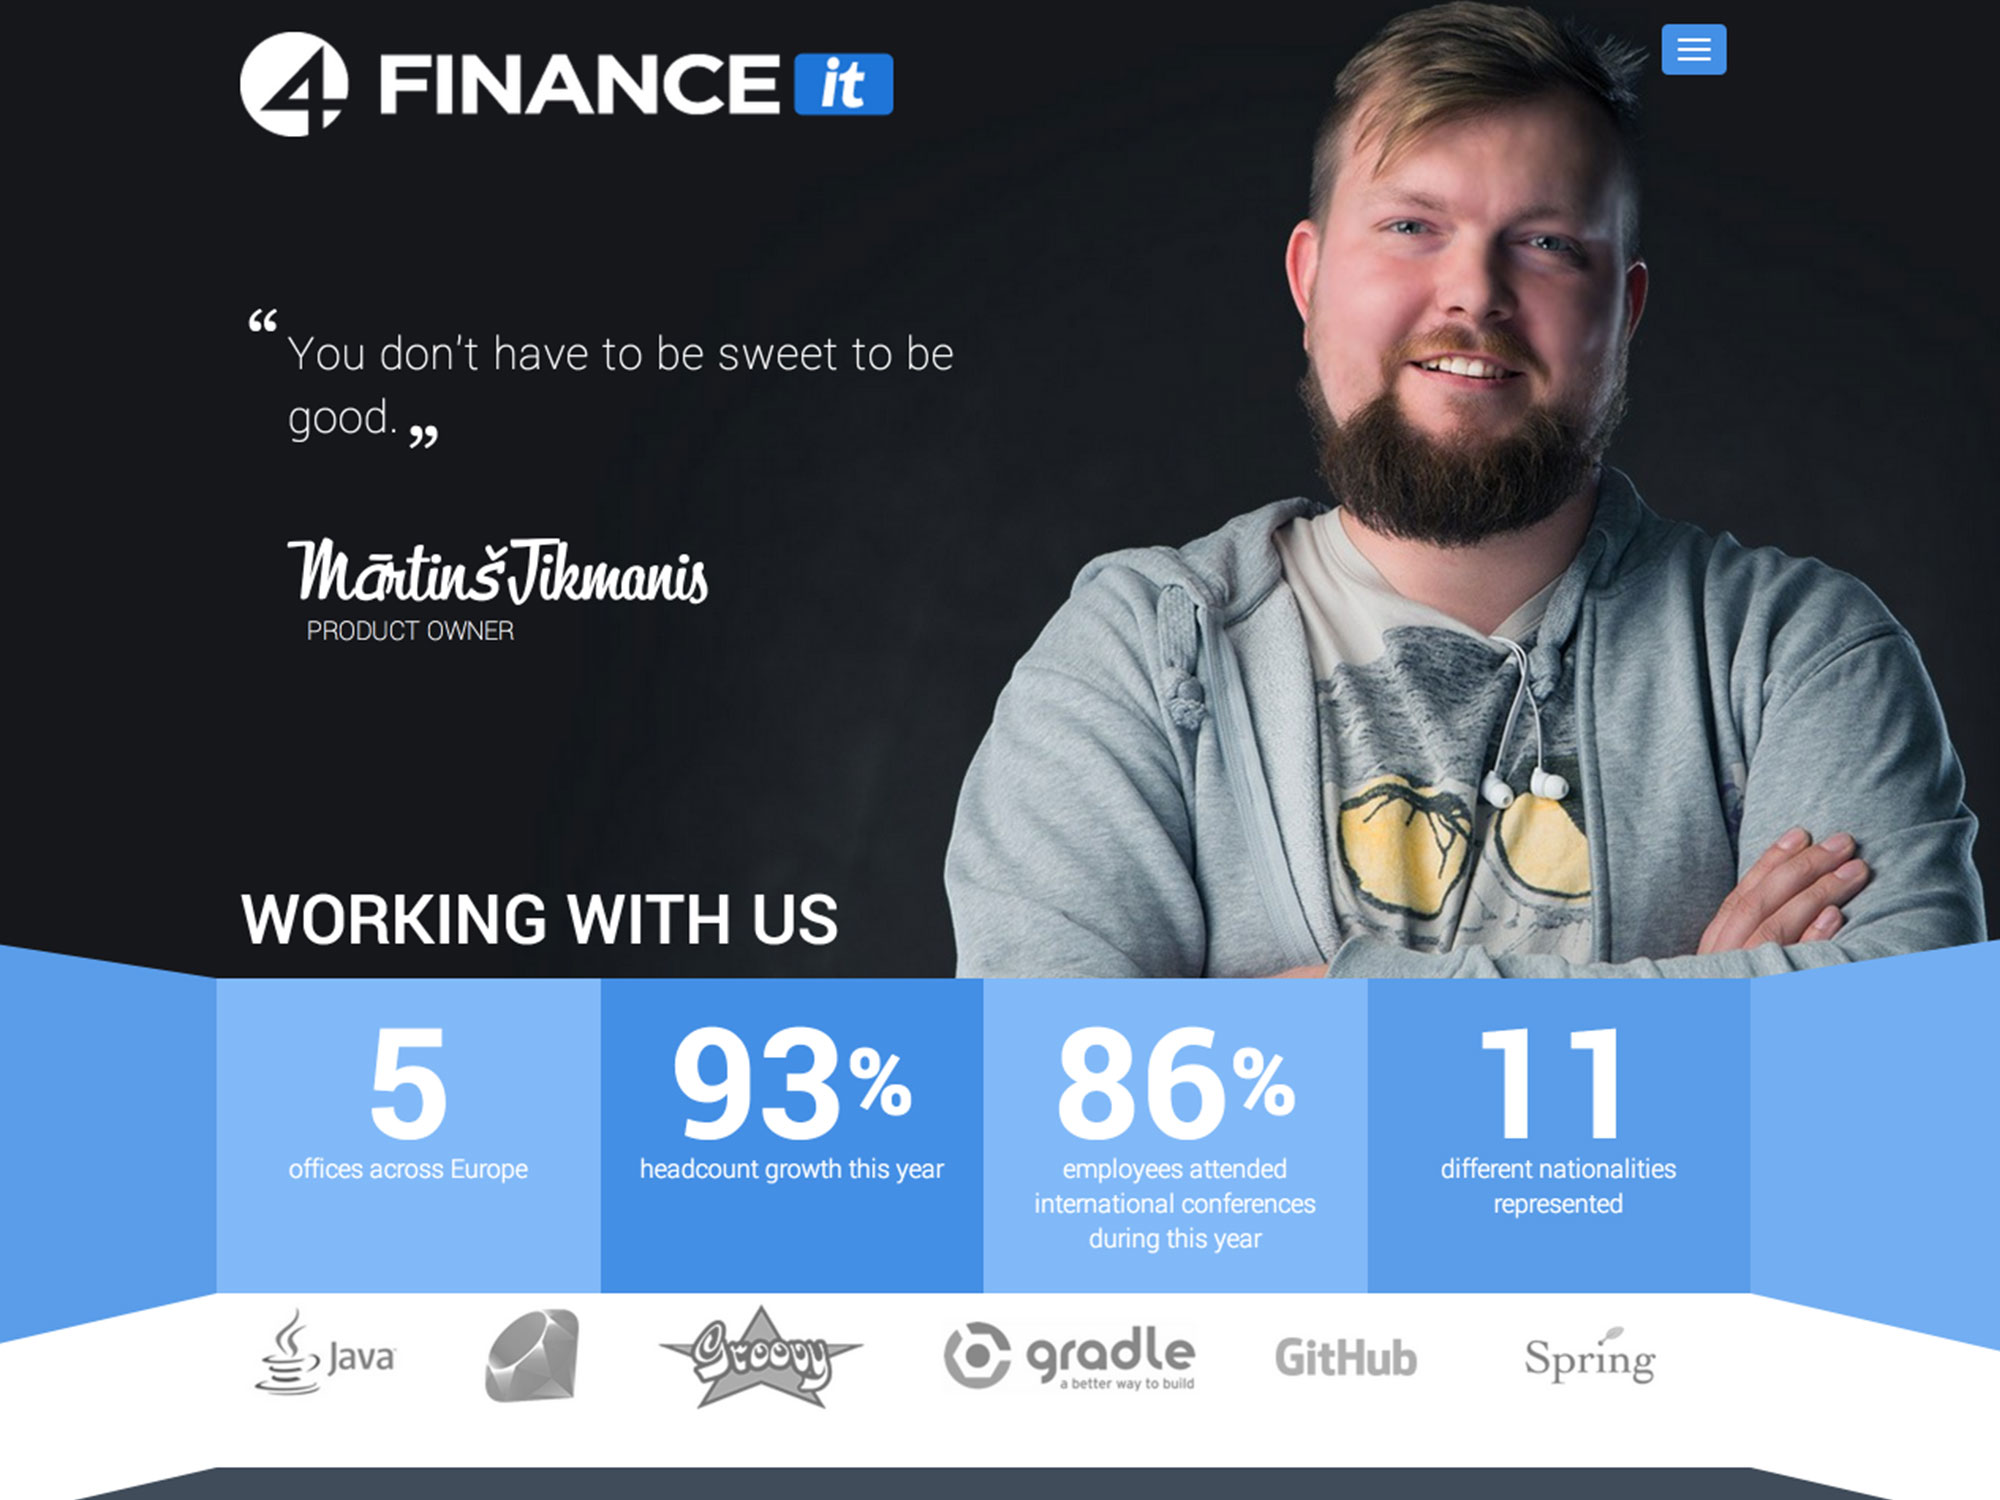 4 FINANCE it
“You don't have to be sweet to be
good.”
Mārtiņš Jikmanis
PRODUCT OWNER
WORKING WITH US
5
offices across Europe
93%
headcount growth this year
86%
employees attended
international conferences
during this year
11
different nationalities
represented
Java
Groovy
gradle
a better way to build
GitHub
Spring